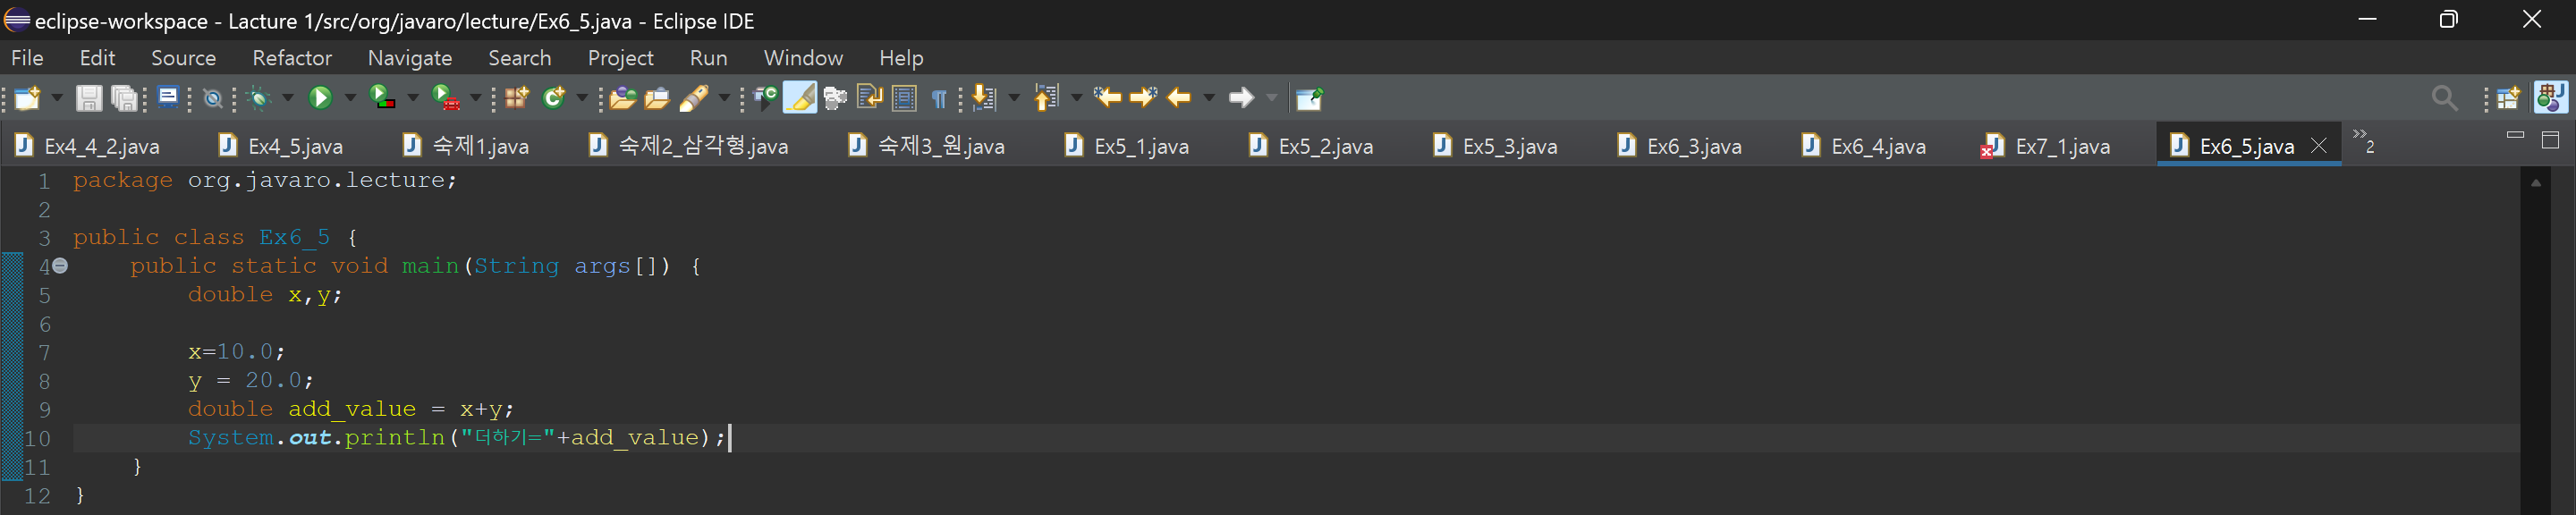 eclipse-workspace - Lacture 1/src/org/javaro/lecture/Ex6_5.java - Eclipse IDE
File Edit Source Refactor Navigate Search Project Run Window Help
Ex4_4_2.java Ex4_5.java 숙제1.java 숙제2_삼각형.java 숙제3_원.java Ex5_1.java Ex5_2.java Ex5_3.java Ex6_3.java Ex6_4.java Ex7_1.java Ex6_5.java »2
1 package org.javaro.lecture;
2
3 public class Ex6_5 {
4 public static void main(String args[]) {
5 double x,y;
6
7 x=10.0;
8 y = 20.0;
9 double add_value = x+y;
10 System.out.println("더하기="+add_value);
11 }
12 }